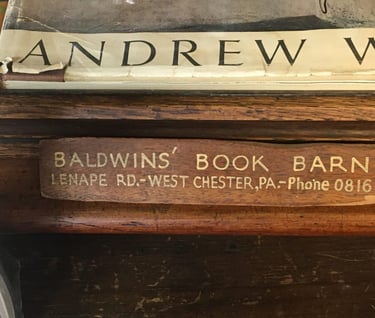 ANDREW W
BALDWINS' BOOK BARN
LENAPE RD.-WEST CHESTER,PA.-Phone 0816